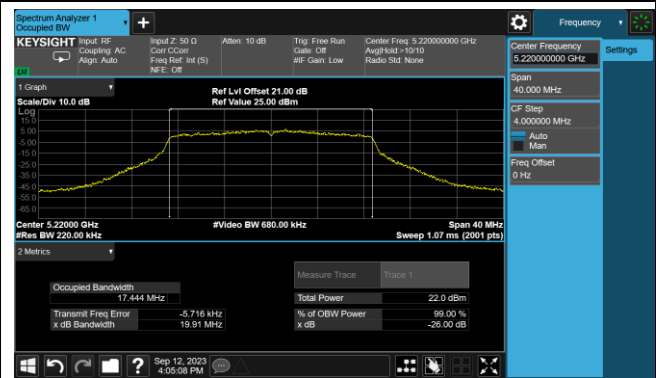 Spectrum Analyzer 1
Occupied BW
Frequency
KEYSIGHT
Input: RF
Coupling: AC
Align: Auto
Input Z: 50 Ω
Corr CCorr
Freq Ref: Int (S)
NFE: Off
Atten: 10 dB
Trig: Free Run
Gate: Off
#IF Gain: Low
Center Freq: 5.220000000 GHz
Avg|Hold:>10/10
Radio Std: None
Center Frequency
5.220000000 GHz
Settings
Span
40.000 MHz
CF Step
4.000000 MHz
Auto
Man
Freq Offset
0 Hz
1 Graph
Scale/Div 10.0 dB
Ref Lvl Offset 21.00 dB
Ref Value 25.00 dBm
Log
15.0
5.00
-5.00
-15.0
-25.0
-35.0
-45.0
-55.0
-65.0
Center 5.22000 GHz
#Res BW 220.00 kHz
#Video BW 680.00 kHz
Span 40 MHz
Sweep 1.07 ms (2001 pts)
2 Metrics
Measure Trace
Trace 1
Occupied Bandwidth
17.444 MHz
Total Power
22.0 dBm
Transmit Freq Error
-5.716 kHz
% of OBW Power
99.00 %
x dB Bandwidth
19.91 MHz
x dB
-26.00 dB
Sep 12, 2023
4:05:08 PM